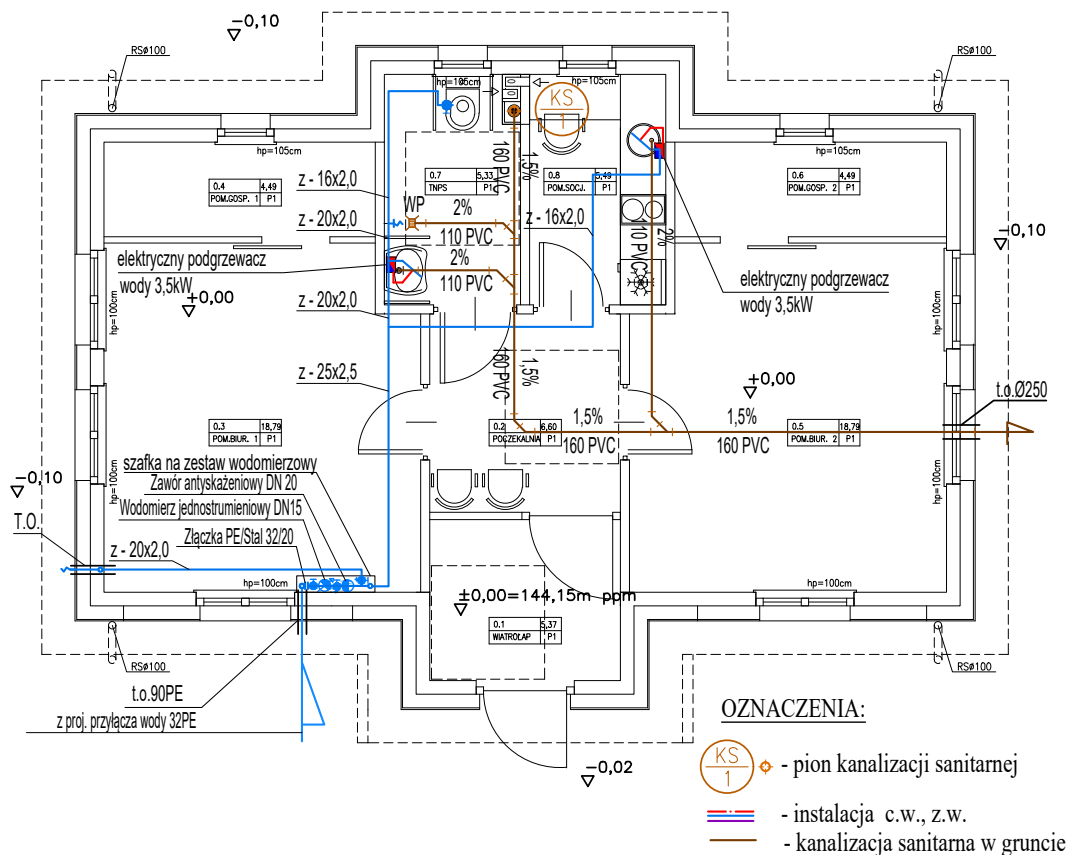 -0,10
RSø100
RSø100
hp=105cm
hp=105cm
KS
1
hp=105cm
hp=105cm
160 PVC
1,5%
0.4 4,49
POM.GOSP. 1 P1
z - 16x2,0
0.7 5,33
TNPS P1
0.8 5,49
POM.SOCJ. P1
0.6 4,49
POM.GOSP. 2 P1
WP
2%
110 PVC
z - 20x2,0
z - 16x2,0
110 PVC
2%
-0,10
elektryczny podgrzewacz
wody 3,5kW
2%
110 PVC
elektryczny podgrzewacz
wody 3,5kW
±0,00
hp=100cm
hp=100cm
z - 20x2,0
160 PVC
1,5%
z - 25x2,5
±0,00
t.o.Ø250
0.3 18,79
POM.BIUR. 1 P1
0.2 6,60
POCZEKALNIA P1
1,5%
160 PVC
1,5%
160 PVC
0.5 18,79
POM.BIUR. 2 P1
hp=100cm
hp=100cm
szafka na zestaw wodomierzowy
Zawór antyskażeniowy DN 20
Wodomierz jednostrumieniowy DN15
Złączka PE/Stal 32/20
-0,10
T.O.
z - 20x2,0
hp=100cm
hp=100cm
±0,00=144,15m ppm
0.1 5,37
WIATROŁAP P1
RSø100
RSø100
t.o.90PE
z proj. przyłącza wody 32PE
-0,02
OZNACZENIA:
KS
1
- pion kanalizacji sanitarnej
- instalacja c.w., z.w.
- kanalizacja sanitarna w gruncie